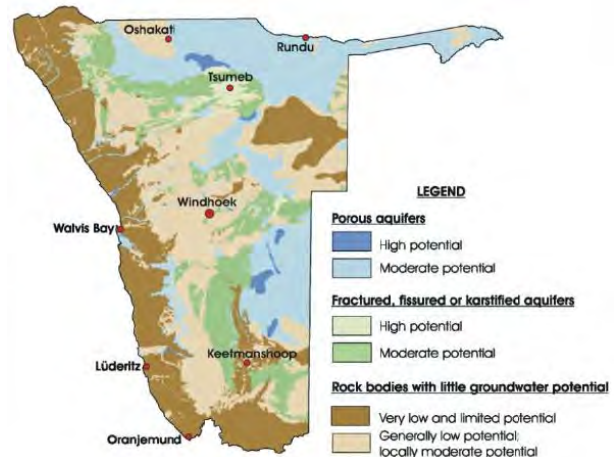 Oshakati
Rundu
Tsumeb
Windhoek
Walvis Bay
Keetmanshoop
Lüderitz
Oranjemund
LEGEND
Porous aquifers
High potential
Moderate potential
Fractured, fissured or karstified aquifers
High potential
Moderate potential
Rock bodies with little groundwater potential
Very low and limited potential
Generally low potential;
locally moderate potential